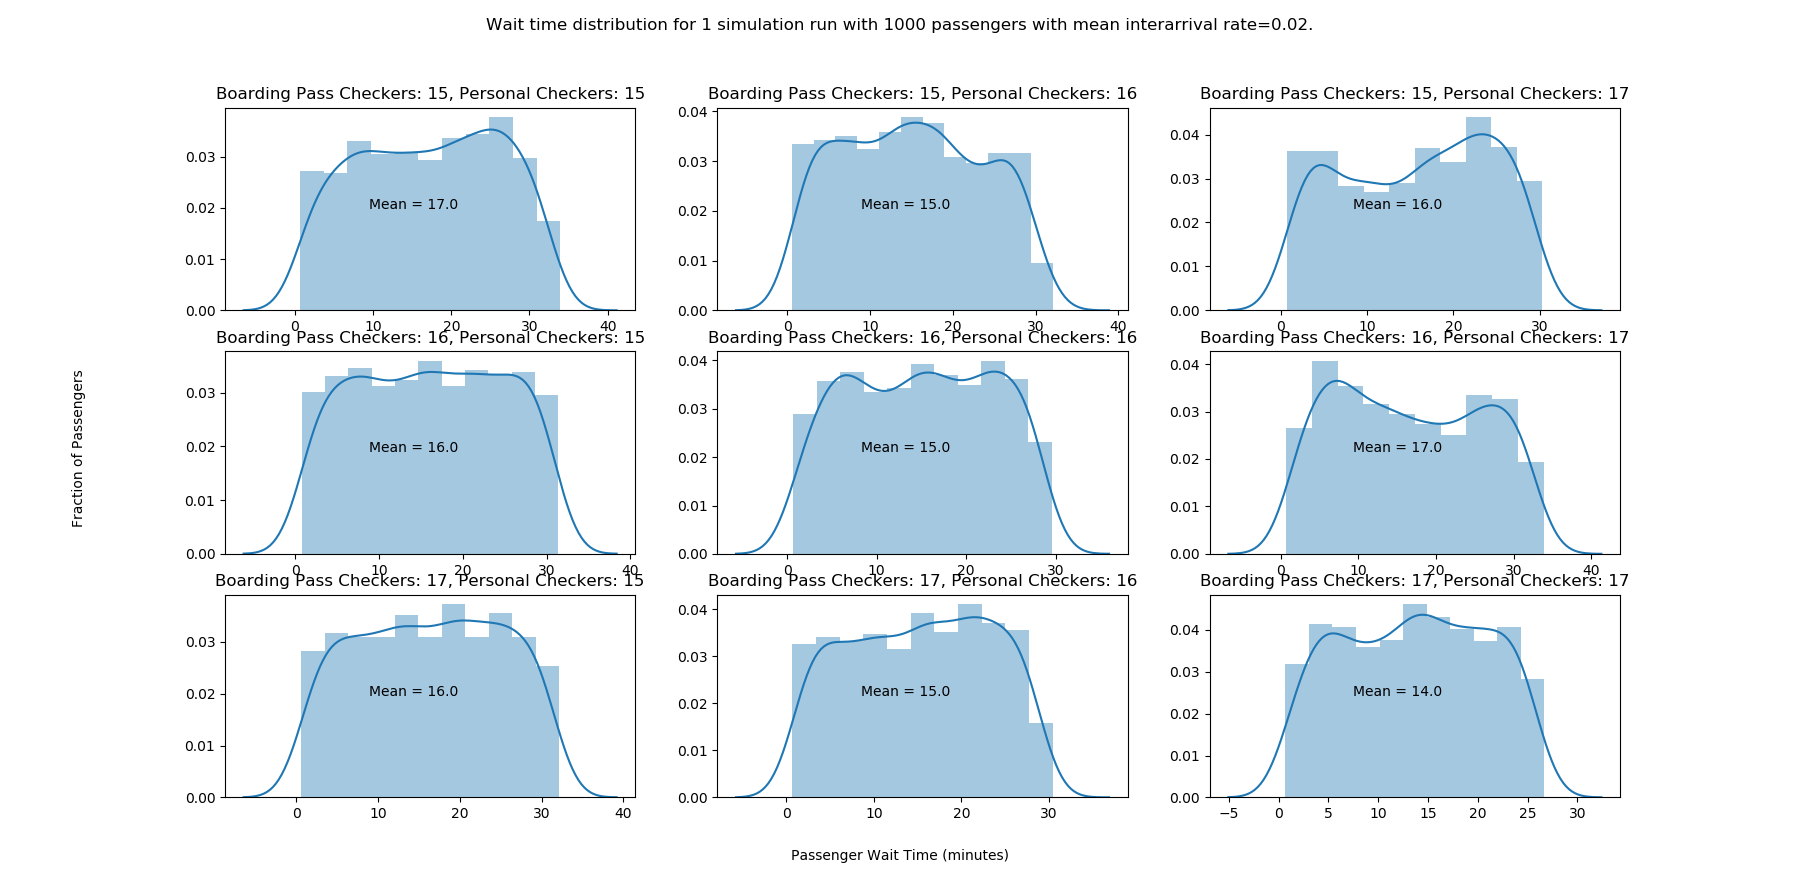 Wait time distribution for 1 simulation run with 1000 passengers with mean interarrival rate=0.02.
Boarding Pass Checkers: 15, Personal Checkers: 15
0.03
0.02
0.01
0.00
Mean = 17.0
0 10 20 30 40
Boarding Pass Checkers: 15, Personal Checkers: 16
0.04
0.03
0.02
0.01
0.00
Mean = 15.0
0 10 20 30 40
Boarding Pass Checkers: 15, Personal Checkers: 17
0.04
0.03
0.02
0.01
0.00
Mean = 16.0
0 10 20 30
Fraction of Passengers
Boarding Pass Checkers: 16, Personal Checkers: 15
0.03
0.02
0.01
0.00
Mean = 16.0
0 10 20 30 40
Boarding Pass Checkers: 16, Personal Checkers: 16
0.04
0.03
0.02
0.01
0.00
Mean = 15.0
0 10 20 30
Boarding Pass Checkers: 16, Personal Checkers: 17
0.04
0.03
0.02
0.01
0.00
Mean = 17.0
0 10 20 30 40
Boarding Pass Checkers: 17, Personal Checkers: 15
0.03
0.02
0.01
0.00
Mean = 16.0
0 10 20 30 40
Boarding Pass Checkers: 17, Personal Checkers: 16
0.04
0.03
0.02
0.01
0.00
Mean = 15.0
0 10 20 30
Boarding Pass Checkers: 17, Personal Checkers: 17
0.04
0.03
0.02
0.01
0.00
Mean = 14.0
−5 0 5 10 15 20 25 30
Passenger Wait Time (minutes)